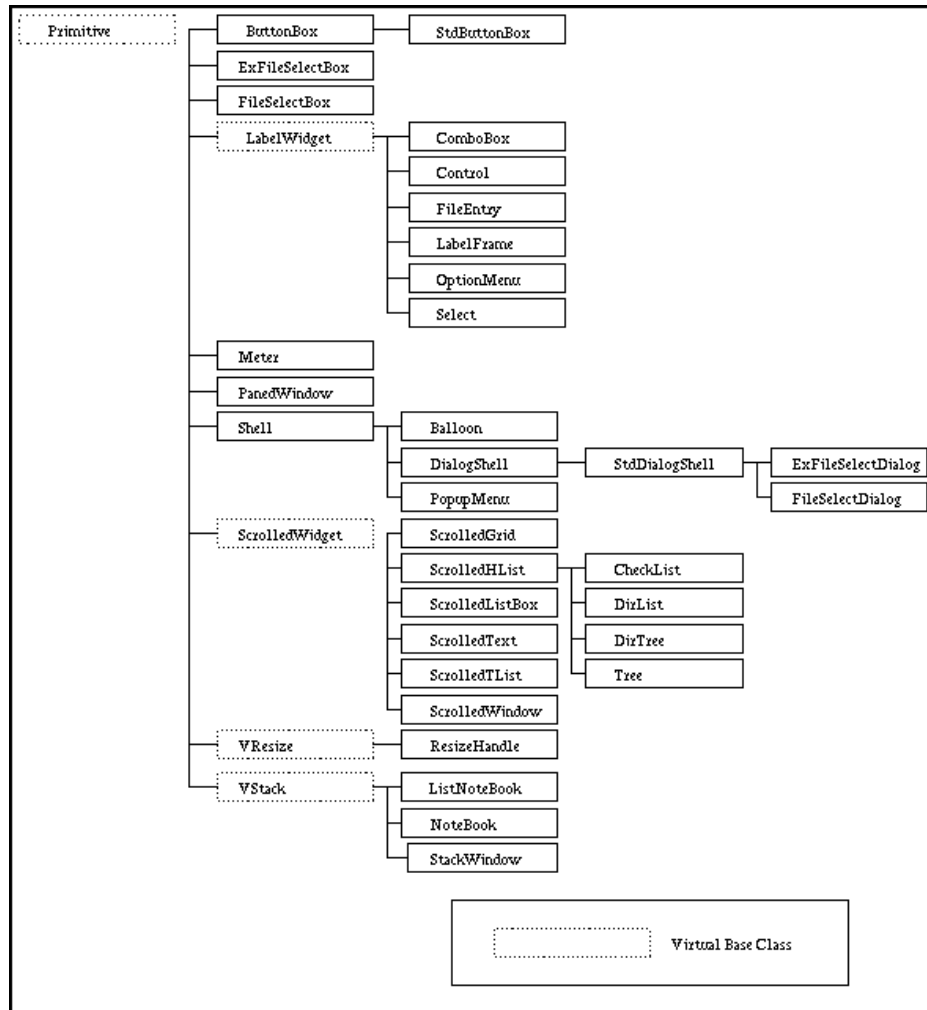 Primitive
ButtonBox
StdButtonBox
ExFileSelectBox
FileSelectBox
LabelWidget
ComboBox
Control
FileEntry
LabelFrame
OptionMenu
Select
Meter
PanedWindow
Shell
Balloon
DialogShell
StdDialogShell
ExFileSelectDialog
FileSelectDialog
PopupMenu
ScrolledWidget
ScrolledGrid
ScrolledHList
CheckList
ScrolledListBox
DirList
ScrolledText
DirTree
ScrolledTList
Tree
ScrolledWindow
VResize
ResizeHandle
VStack
ListNoteBook
NoteBook
StackWindow
Virtual Base Class